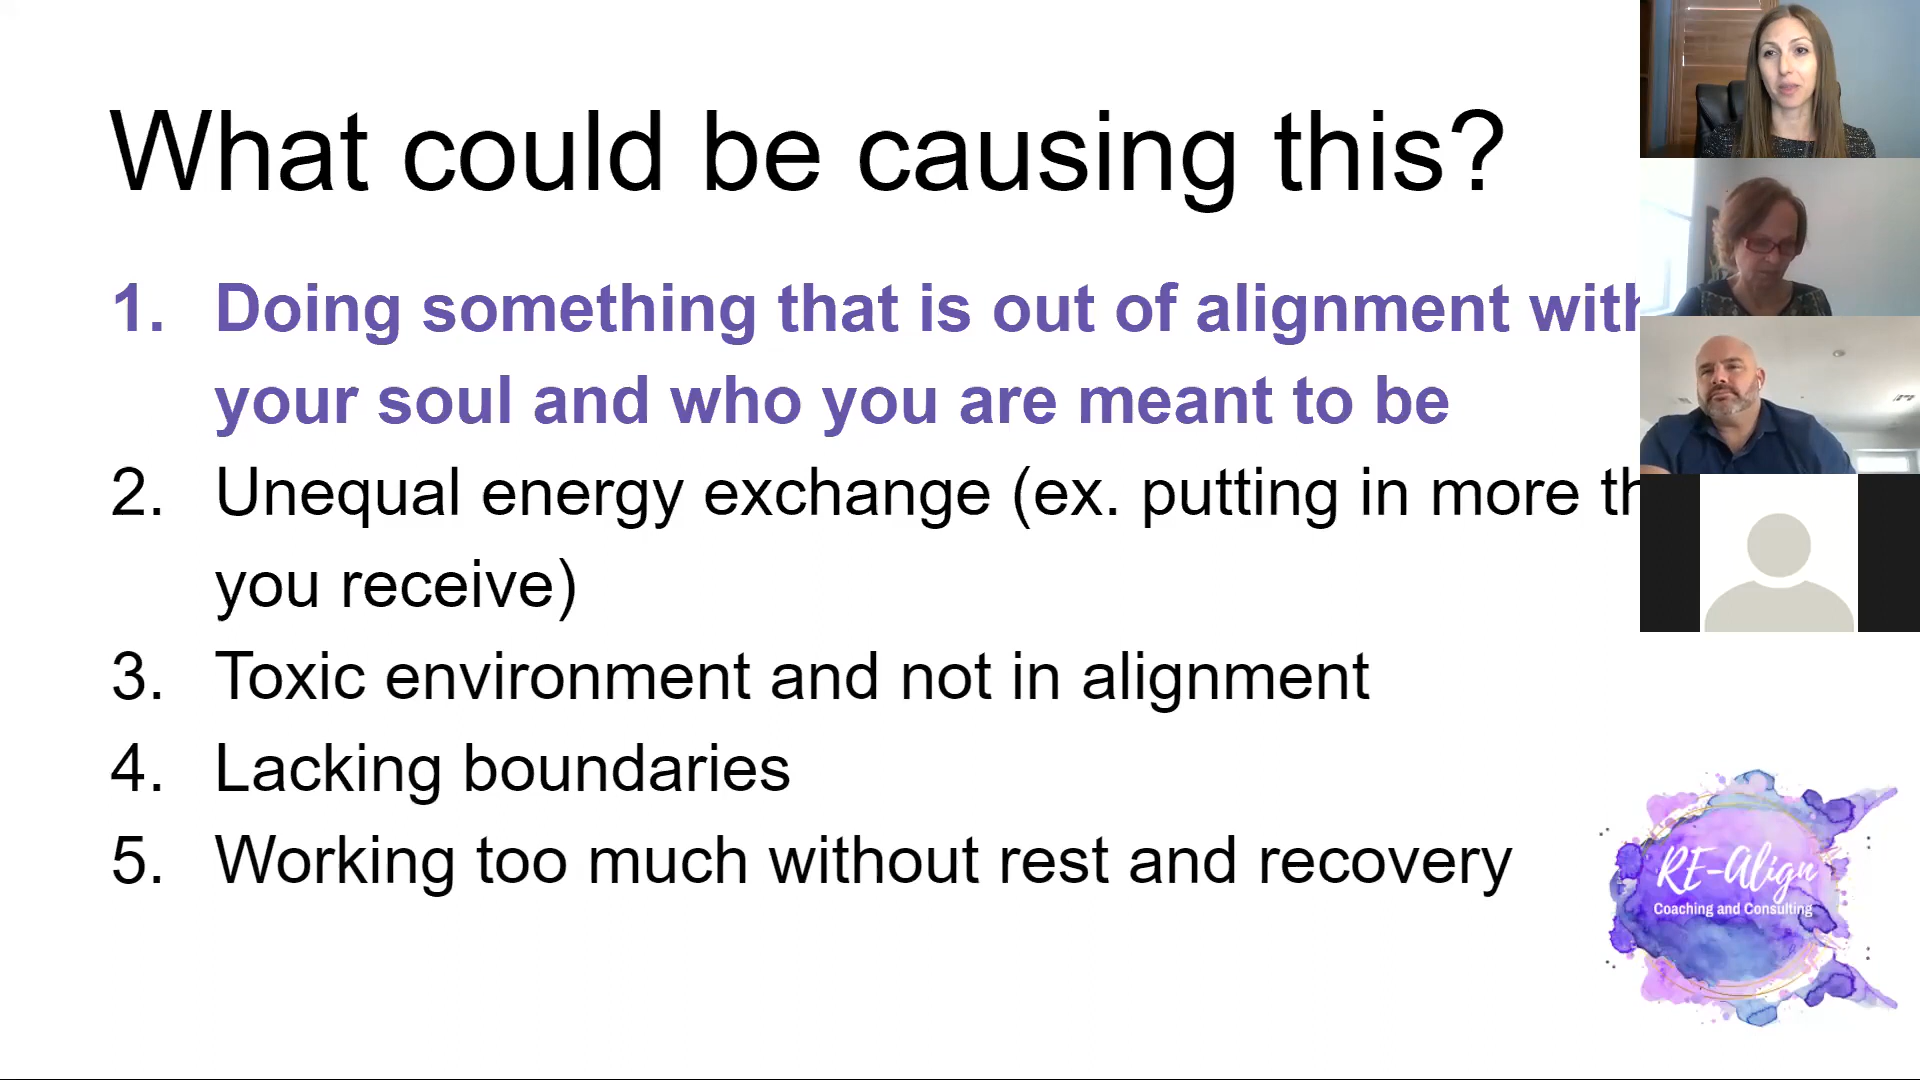 What could be causing this?
1. Doing something that is out of alignment with
your soul and who you are meant to be
2. Unequal energy exchange (ex. putting in more
you receive)
3. Toxic environment and not in alignment
4. Lacking boundaries
5. Working too much without rest and recovery
RE-Align
Coaching and Consulting